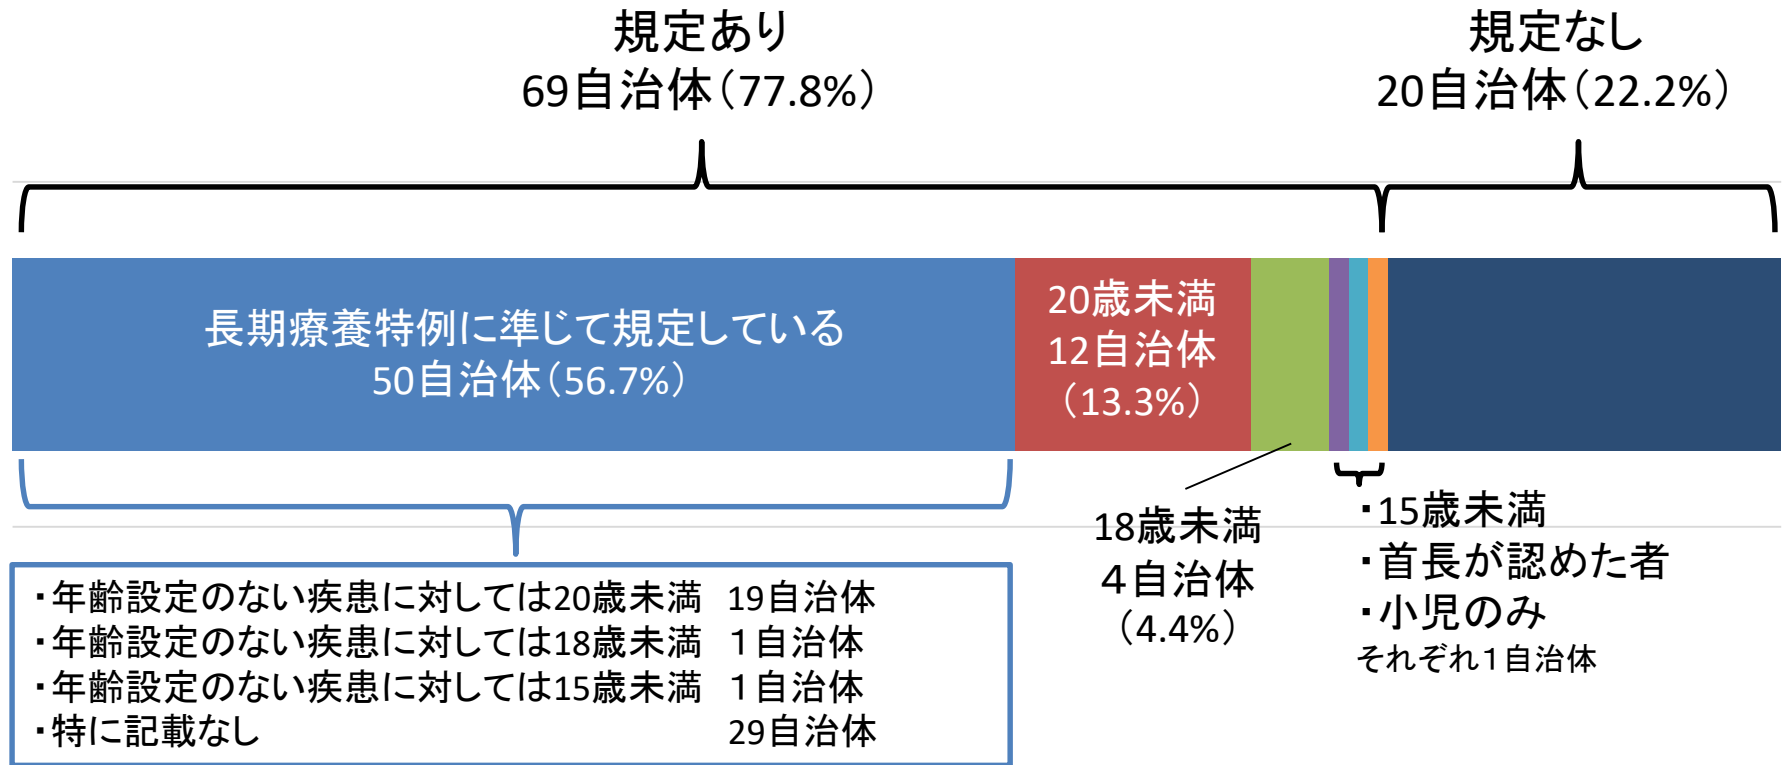 規定あり
69自治体(77.8%)
規定なし
20自治体(22.2%)
長期療養特例に準じて規定している
50自治体(56.7%)
20歳未満
12自治体
(13.3%)
18歳未満
4自治体
(4.4%)
・15歳未満
・首長が認めた者
・小児のみ
それぞれ1自治体
・年齢設定のない疾患に対しては20歳未満 19自治体
・年齢設定のない疾患に対しては18歳未満 1自治体
・年齢設定のない疾患に対しては15歳未満 1自治体
・特に記載なし 29自治体